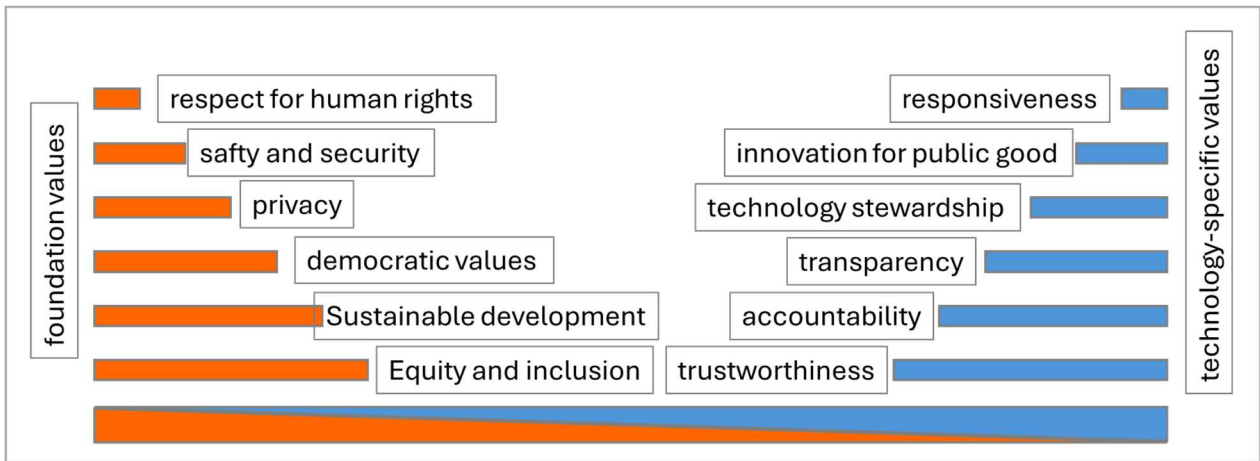 foundation values
respect for human rights
safty and security
privacy
democratic values
Sustainable development
Equity and inclusion
responsiveness
innovation for public good
technology stewardship
transparency
accountability
trustworthiness
technology-specific values